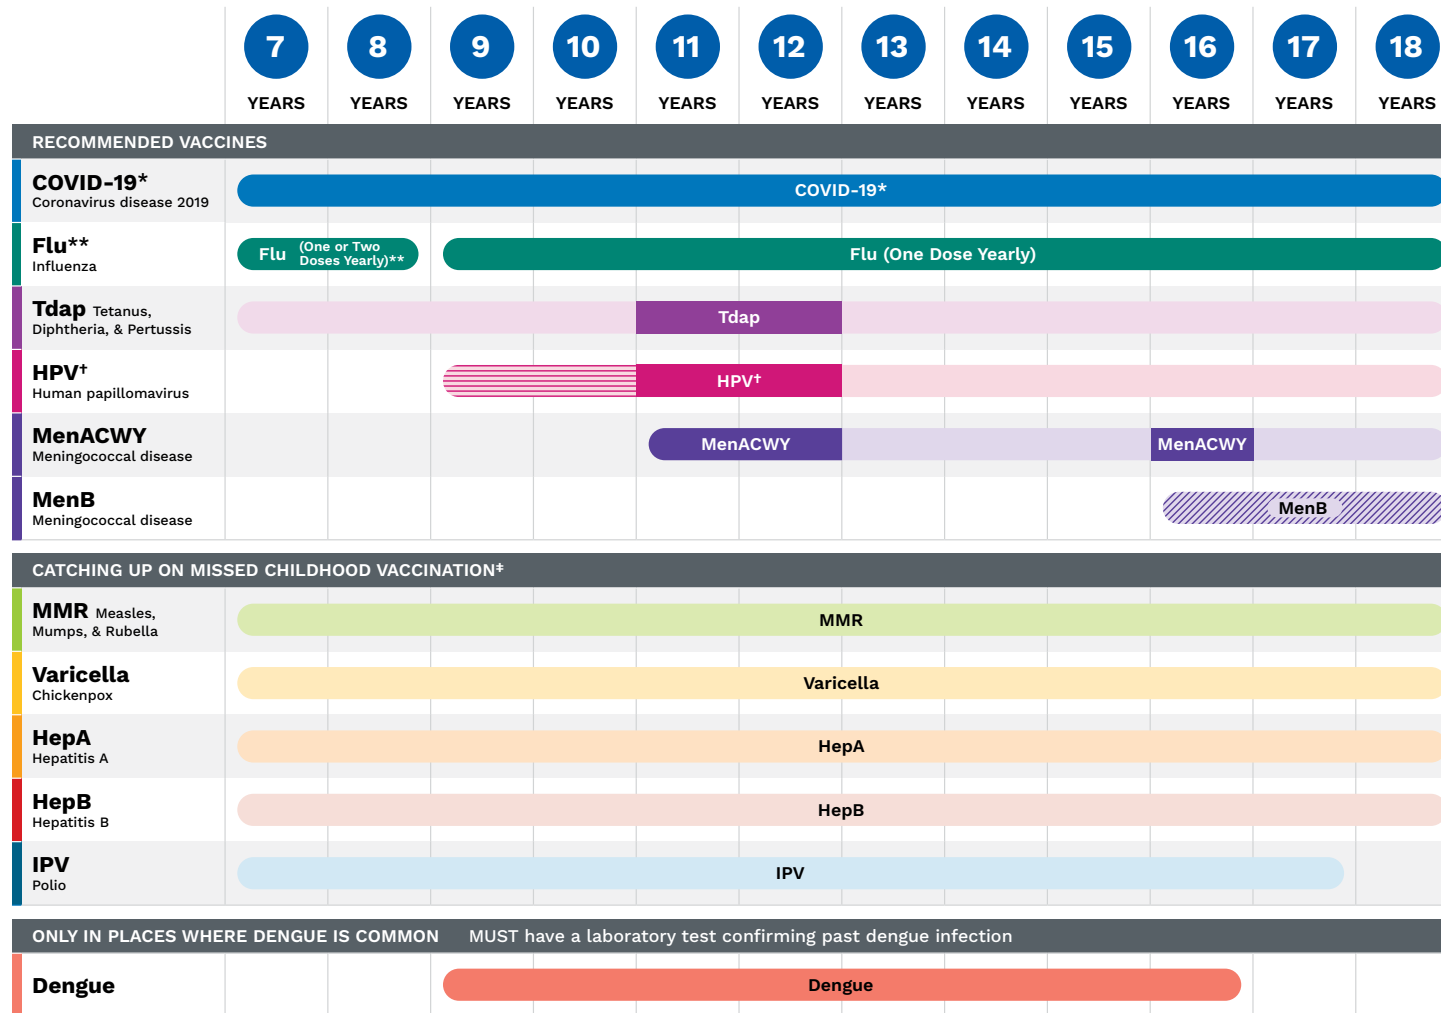 7 8 9 10 11 12 13 14 15 16 17 18
YEARS YEARS YEARS YEARS YEARS YEARS YEARS YEARS YEARS YEARS YEARS YEARS
RECOMMENDED VACCINES
COVID-19*
Coronavirus disease 2019
COVID-19*
Flu**
Influenza
Flu (One or Two
Doses Yearly)**
Flu (One Dose Yearly)
Tdap Tetanus,
Diphtheria, & Pertussis
Tdap
HPV†
Human papillomavirus
HPV†
MenACWY
Meningococcal disease
MenACWY
MenACWY
MenB
Meningococcal disease
MenB
CATCHING UP ON MISSED CHILDHOOD VACCINATION‡
MMR Measles,
Mumps, & Rubella
MMR
Varicella
Chickenpox
Varicella
HepA
Hepatitis A
HepA
HepB
Hepatitis B
HepB
IPV
Polio
IPV
ONLY IN PLACES WHERE DENGUE IS COMMON MUST have a laboratory test confirming past dengue infection
Dengue
Dengue